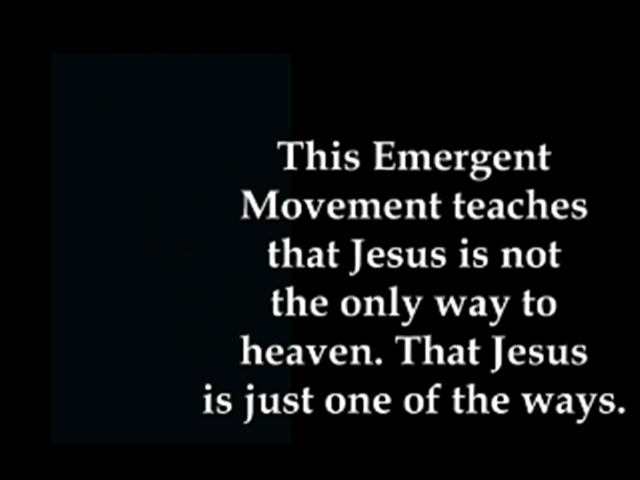 This Emergent
Movement teaches
that Jesus is not
the only way to
heaven. That Jesus
is just one of the ways.